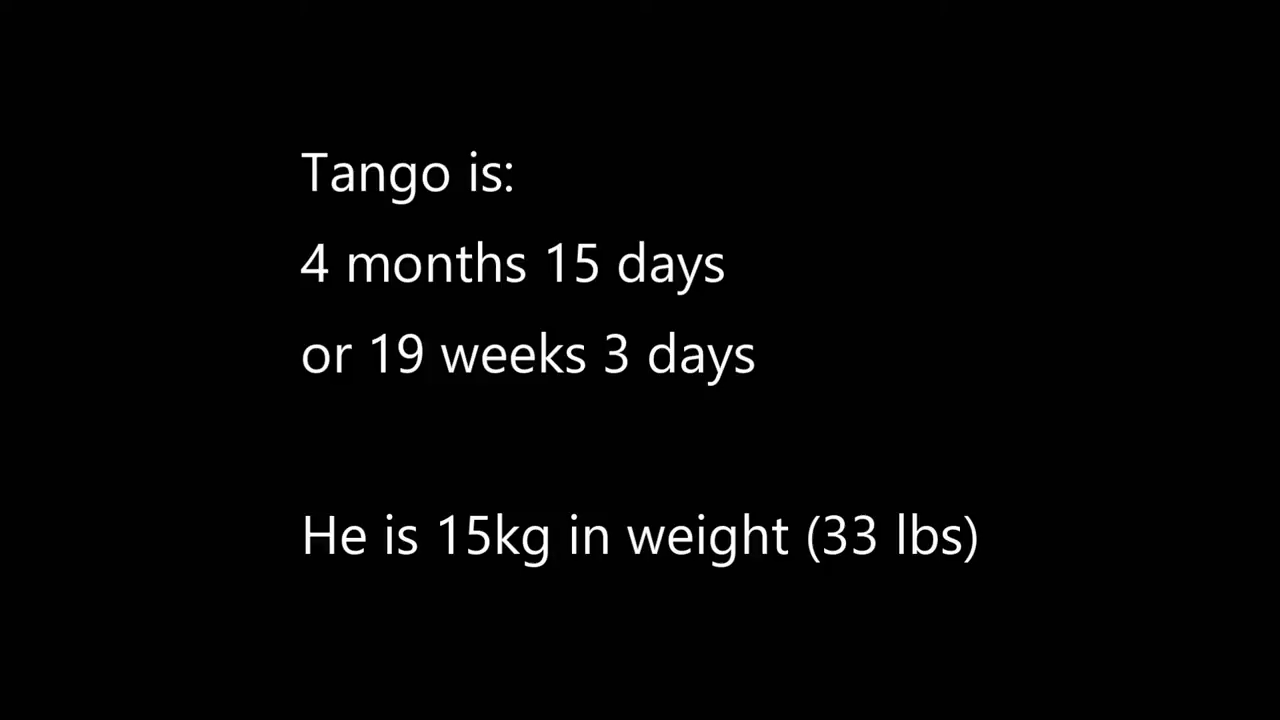 Tango is:
4 months 15 days
or 19 weeks 3 days
He is 15kg in weight (33 lbs)